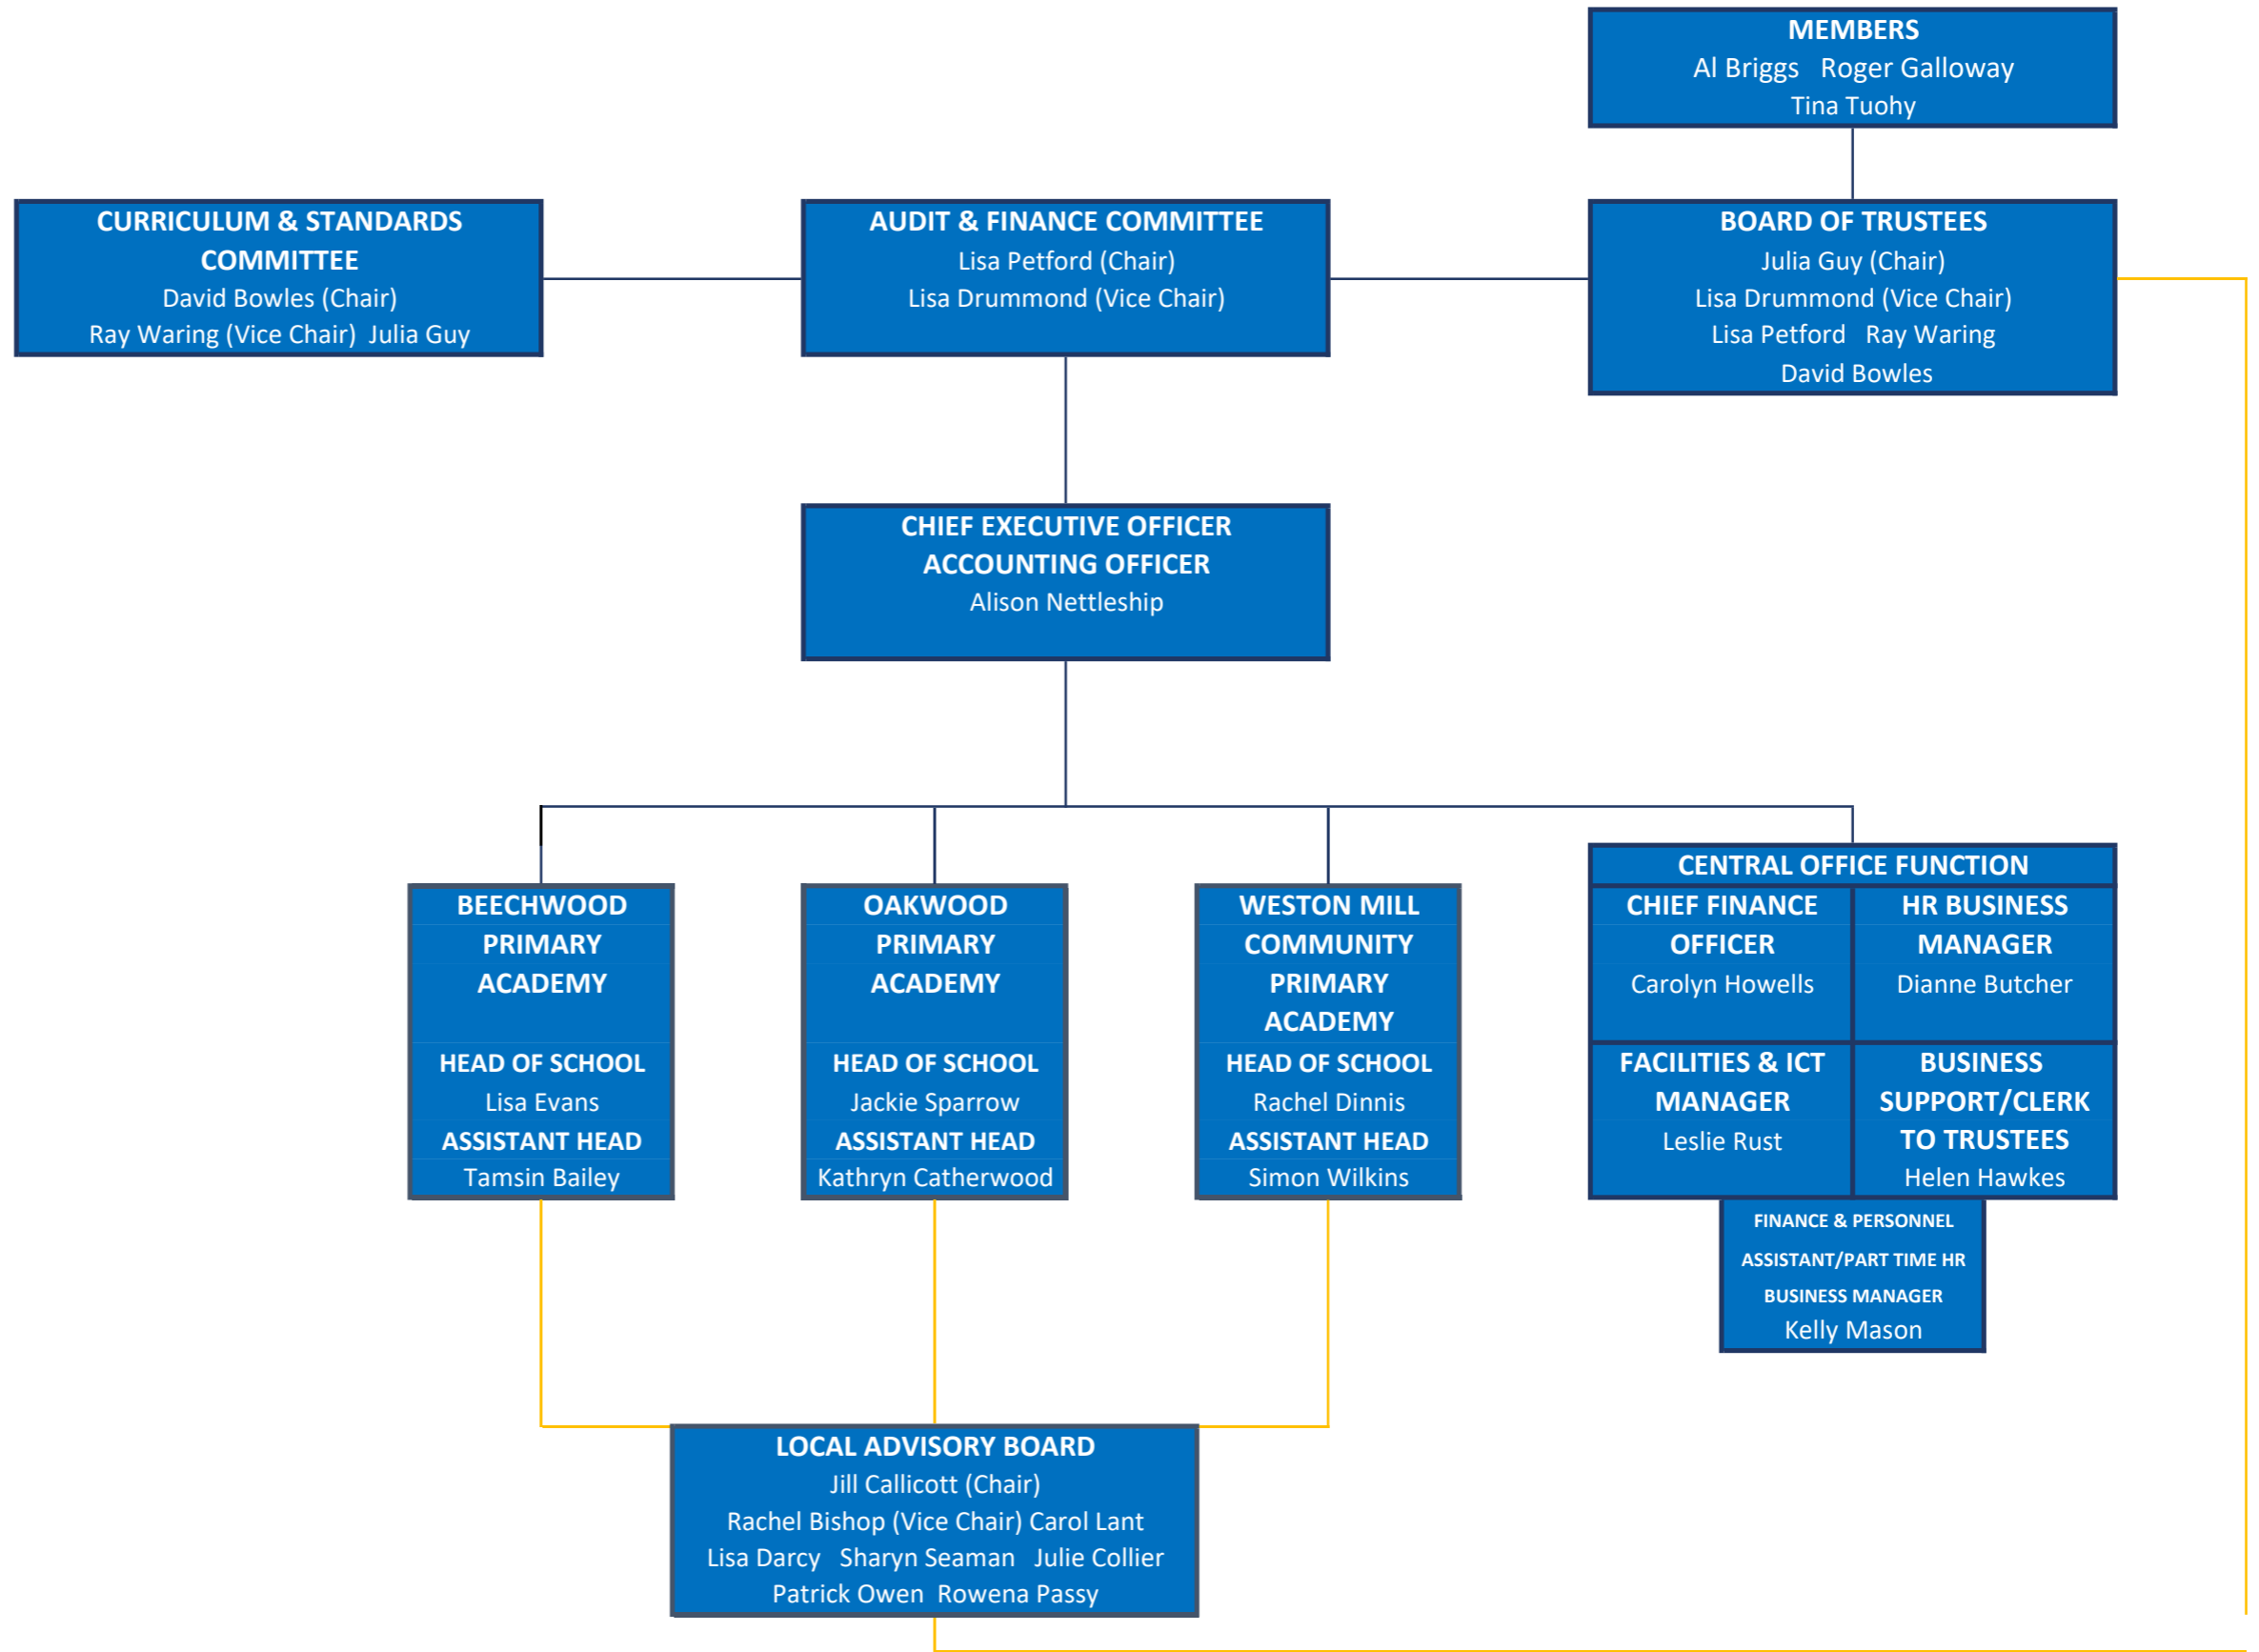 MEMBERS
Al Briggs Roger Galloway
Tina Tuohy
CURRICULUM & STANDARDS
COMMITTEE
David Bowles (Chair)
Ray Waring (Vice Chair) Julia Guy
AUDIT & FINANCE COMMITTEE
Lisa Petford (Chair)
Lisa Drummond (Vice Chair)
BOARD OF TRUSTEES
Julia Guy (Chair)
Lisa Drummond (Vice Chair)
Lisa Petford Ray Waring
David Bowles
CHIEF EXECUTIVE OFFICER
ACCOUNTING OFFICER
Alison Nettleship
BEECHWOOD
PRIMARY
ACADEMY
HEAD OF SCHOOL
Lisa Evans
ASSISTANT HEAD
Tamsin Bailey
OAKWOOD
PRIMARY
ACADEMY
HEAD OF SCHOOL
Jackie Sparrow
ASSISTANT HEAD
Kathryn Catherwood
WESTON MILL
COMMUNITY
PRIMARY
ACADEMY
HEAD OF SCHOOL
Rachel Dinnis
ASSISTANT HEAD
Simon Wilkins
CENTRAL OFFICE FUNCTION
CHIEF FINANCE
OFFICER
Carolyn Howells
HR BUSINESS
MANAGER
Dianne Butcher
FACILITIES & ICT
MANAGER
Leslie Rust
BUSINESS
SUPPORT/CLERK
TO TRUSTEES
Helen Hawkes
FINANCE & PERSONNEL
ASSISTANT/PART TIME HR
BUSINESS MANAGER
Kelly Mason
LOCAL ADVISORY BOARD
Jill Callicott (Chair)
Rachel Bishop (Vice Chair) Carol Lant
Lisa Darcy Sharyn Seaman Julie Collier
Patrick Owen Rowena Passy